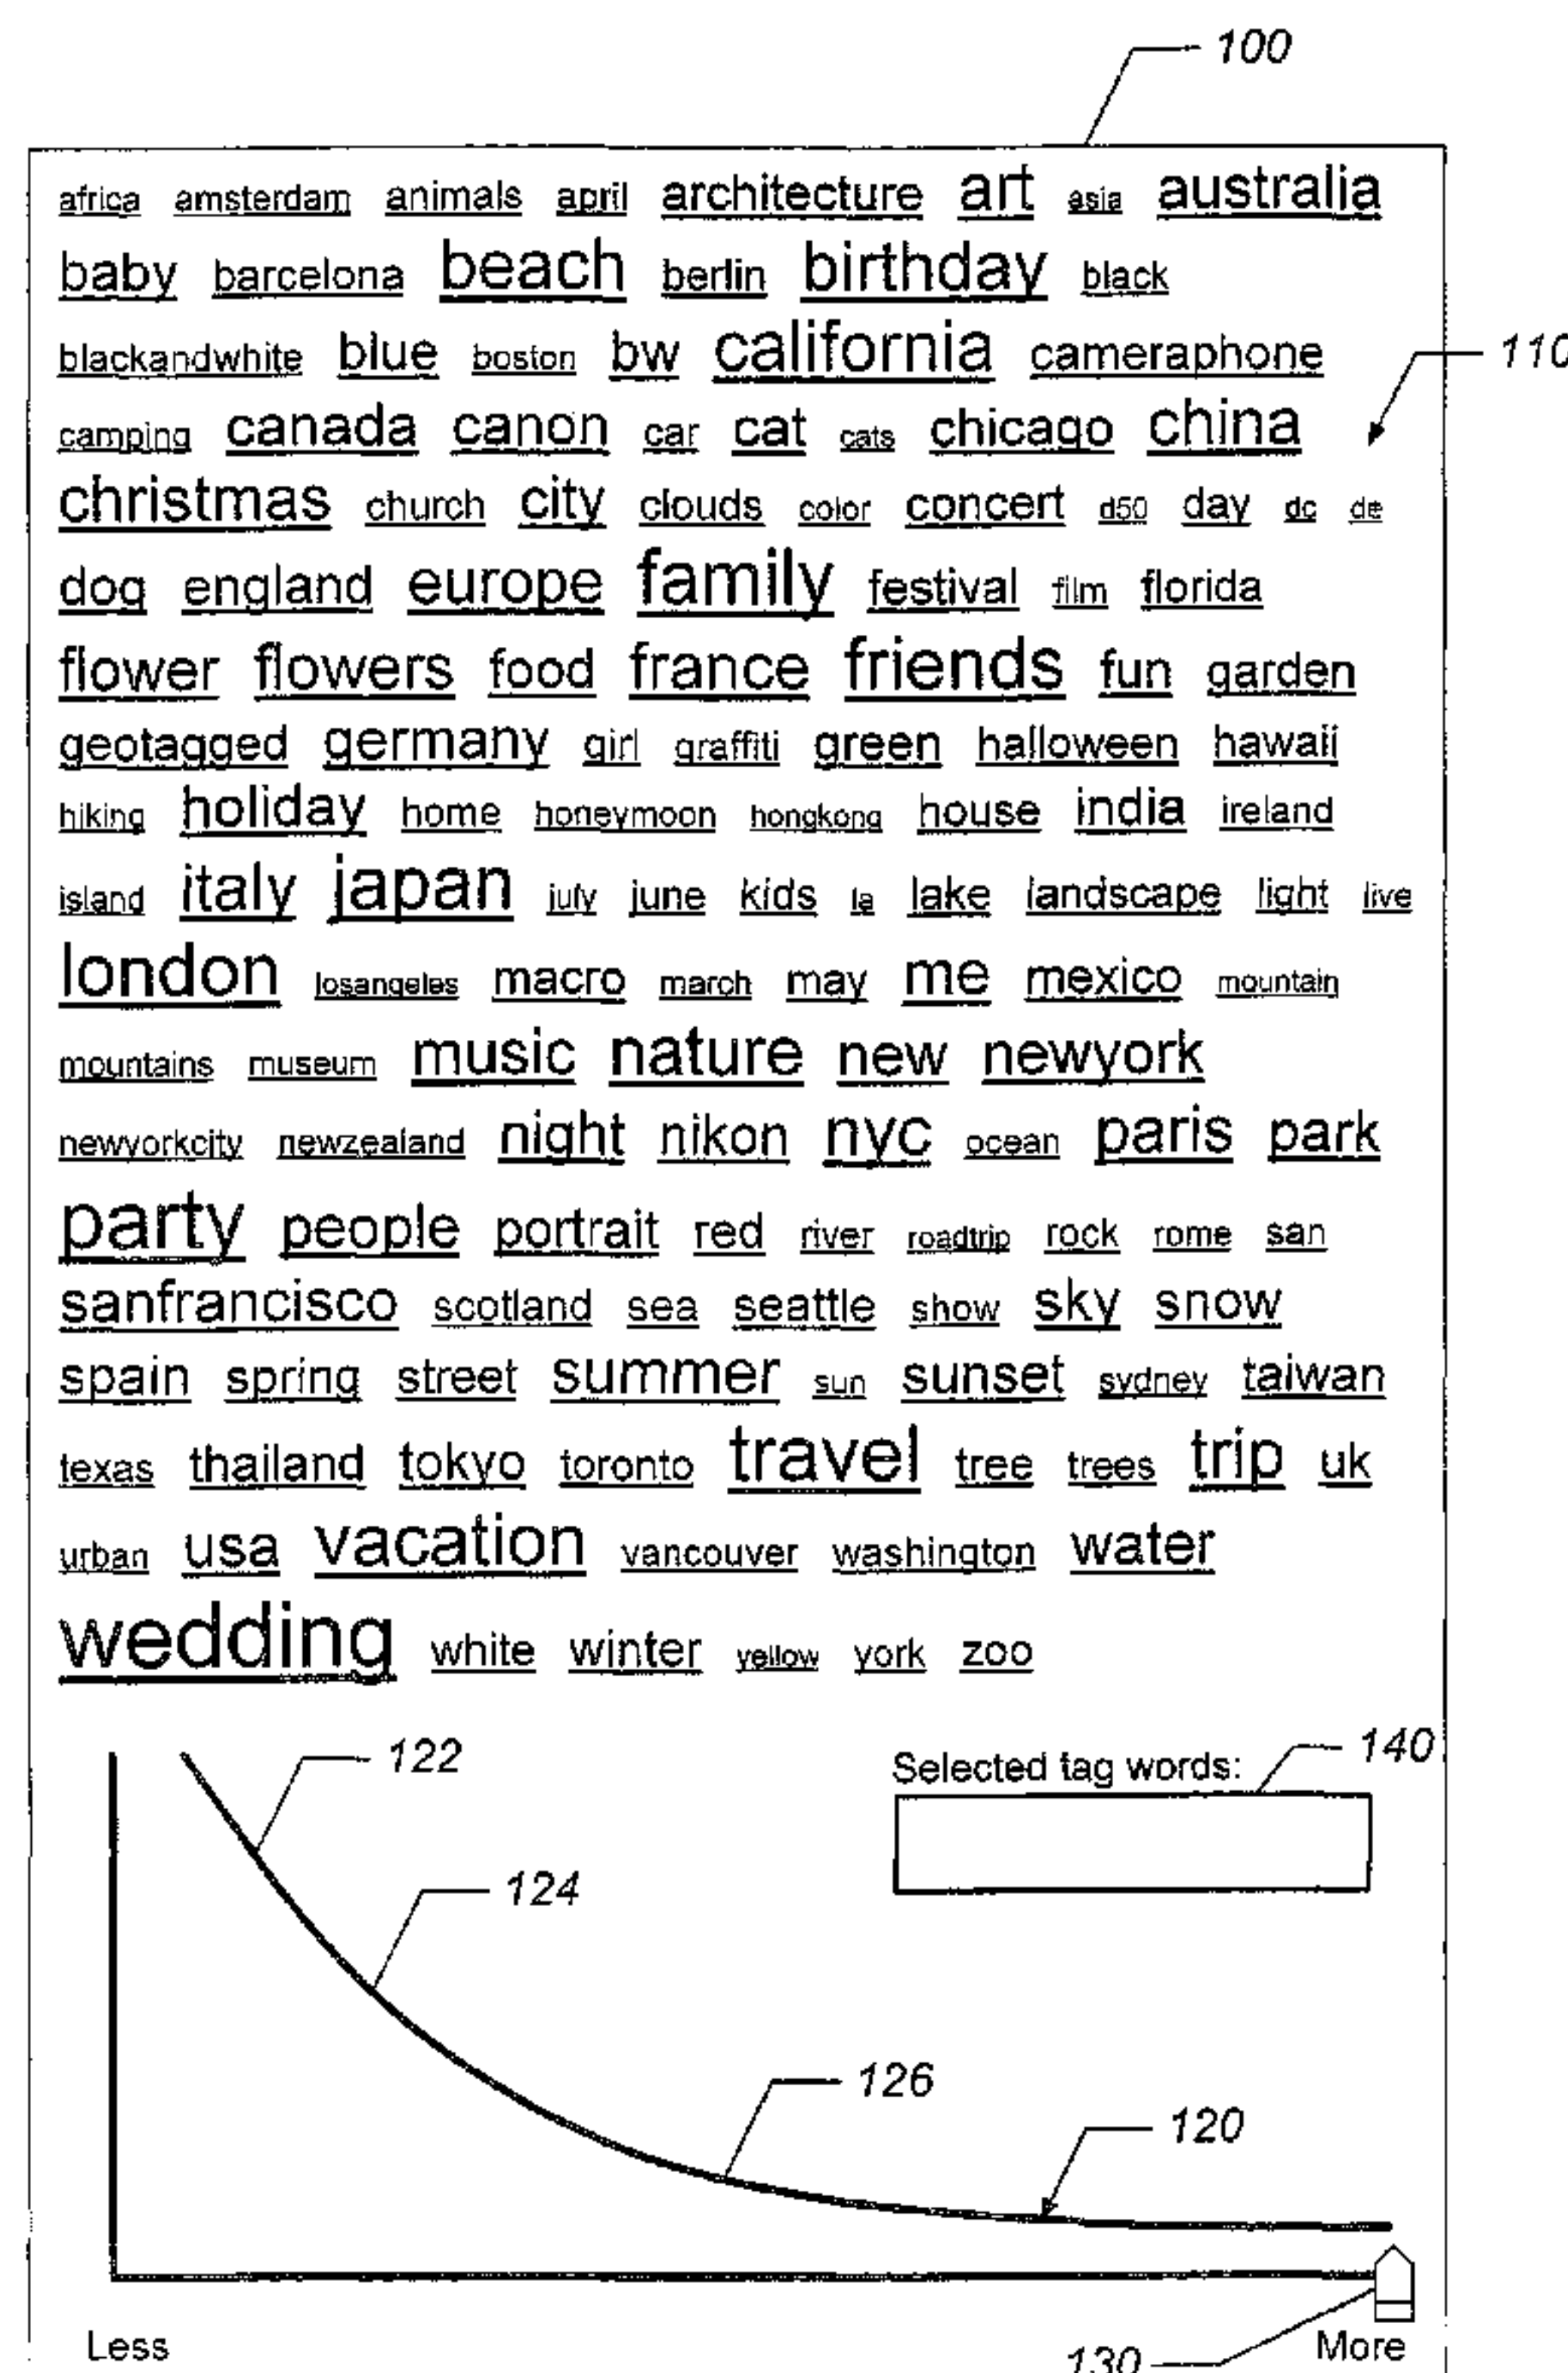 100
africa amsterdam animals april architecture art asia australia
baby barcelona beach berlin birthday black
blackandwhite blue boston bw california cameraphone
110
camping canada canon car cat cats chicago china
christmas church city clouds color concert d50 day dc de
dog england europe family festival film florida
flower flowers food france friends fun garden
geotagged germany girl graffiti green halloween hawaii
hiking holiday home honeymoon hongkong house india ireland
island italy japan july june kids la lake landscape light live
london losangeles macro march may me mexico mountain
mountains museum music nature new newyork
newyorkcity newzealand night nikon nyc ocean paris park
party people portrait red river roadtrip rock rome san
sanfrancisco scotland sea seattle show sky snow
spain spring street summer sun sunset sydney taiwan
texas thailand tokyo toronto travel tree trees trip uk
urban usa vacation vancouver washington water
wedding white winter yellow york zoo
122
Selected tag words:
140
124
126
120
Less
More
130